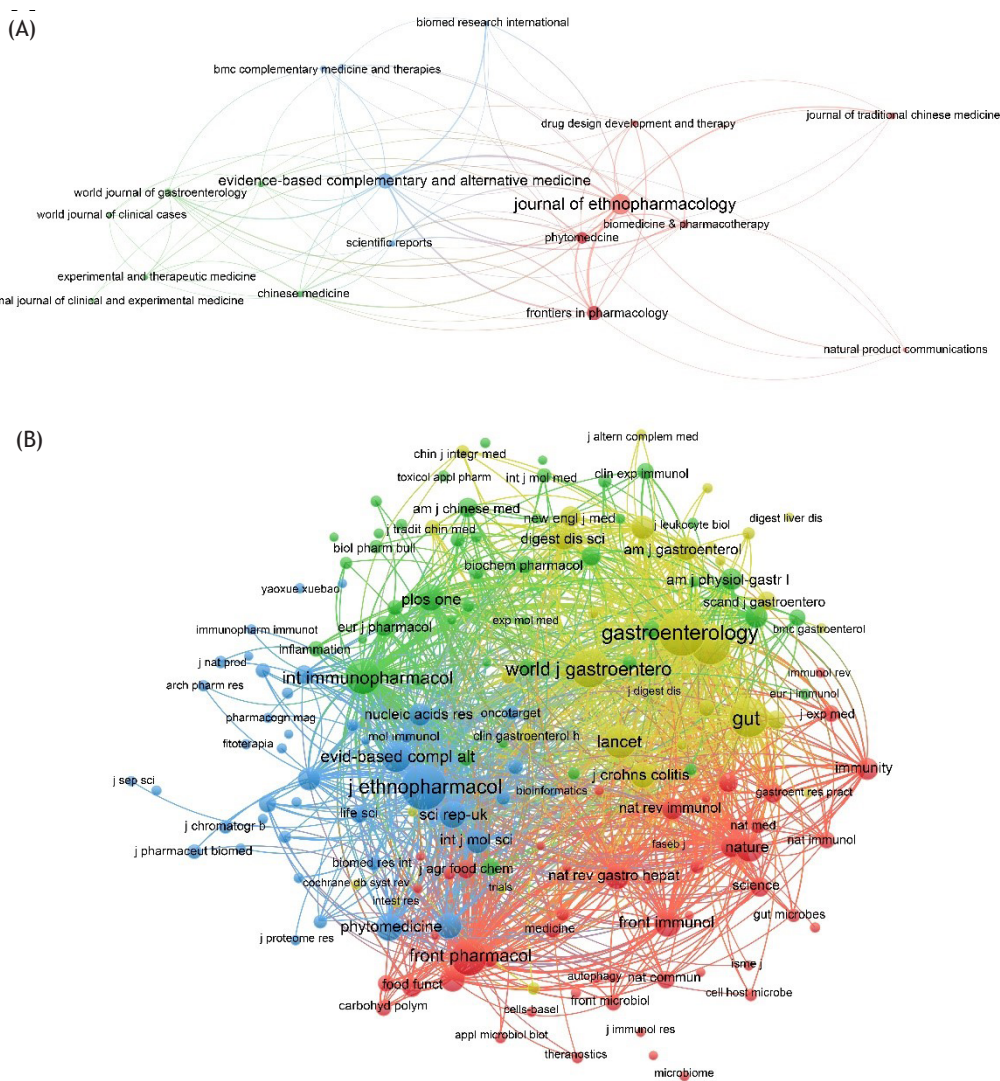 (A)
biomed research international
bmc complementary medicine and therapies
drug design development and therapy
journal of traditional chinese medicine
evidence-based complementary and alternative medicine
world journal of gastroenterology
journal of ethnopharmacology
world journal of clinical cases
biomedicine & pharmacotherapy
scientific reports
phytomedicine
experimental and therapeutic medicine
chinese medicine
nal journal of clinical and experimental medicine
frontiers in pharmacology
natural product communications
(B)
j altern complem med
chin j integr med
toxicol appl pharm
int j mol med
clin exp immunol
am j chinese med
new engl j med
j leukocyte biol
digest liver dis
j tradit chin med
digest dis sci
am j gastroenterol
biol pharm bull
biochem pharmacol
am j physiol-gastr l
yaoxue xuebao
plos one
exp mol med
scand j gastroentero
immunopharm immunot
eur j pharmacol
gastroenterology
bmc gastroenterol
inflammation
j nat prod
int immunopharmacol
world j gastroentero
immunol rev
arch pharm res
j digest dis
eur j immunol
pharmacogn mag
nucleic acids res
oncotarget
gut
j exp med
mol immunol
clin gastroenterol h
lancet
fitoterapia
evid-based compl alt
immunity
j sep sci
j ethnopharmacol
bioinformatics
j crohns colitis
gastroent res pract
life sci
sci rep-uk
nat rev immunol
j chromatogr b
int j mol sci
faseb j
nat med
nat immunol
j pharmaceut biomed
nature
biomed res int
j agr food chem
nat rev gastro hepat
science
cochrane db syst rev
trials
intest res
gut microbes
phytomedicine
medicine
front immunol
j proteome res
front pharmacol
isme j
food funct
autophagy
nat commun
cell host microbe
carbohyd polym
cells-basel
front microbiol
appl microbiol biot
j immunol res
theranostics
microbiome